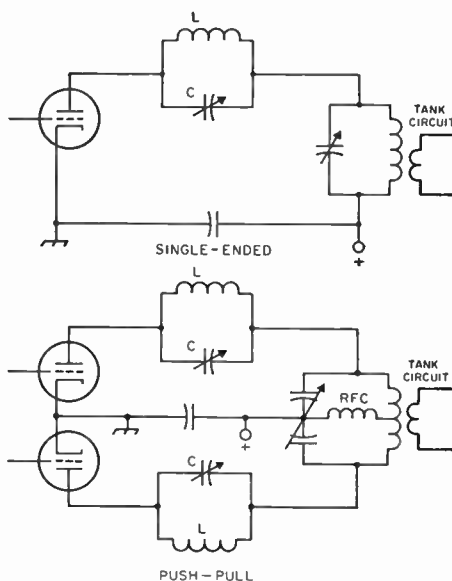 L
C
TANK
CIRCUIT
SINGLE-ENDED
+
L
C
TANK
CIRCUIT
RFC
+
C
L
PUSH-PULL